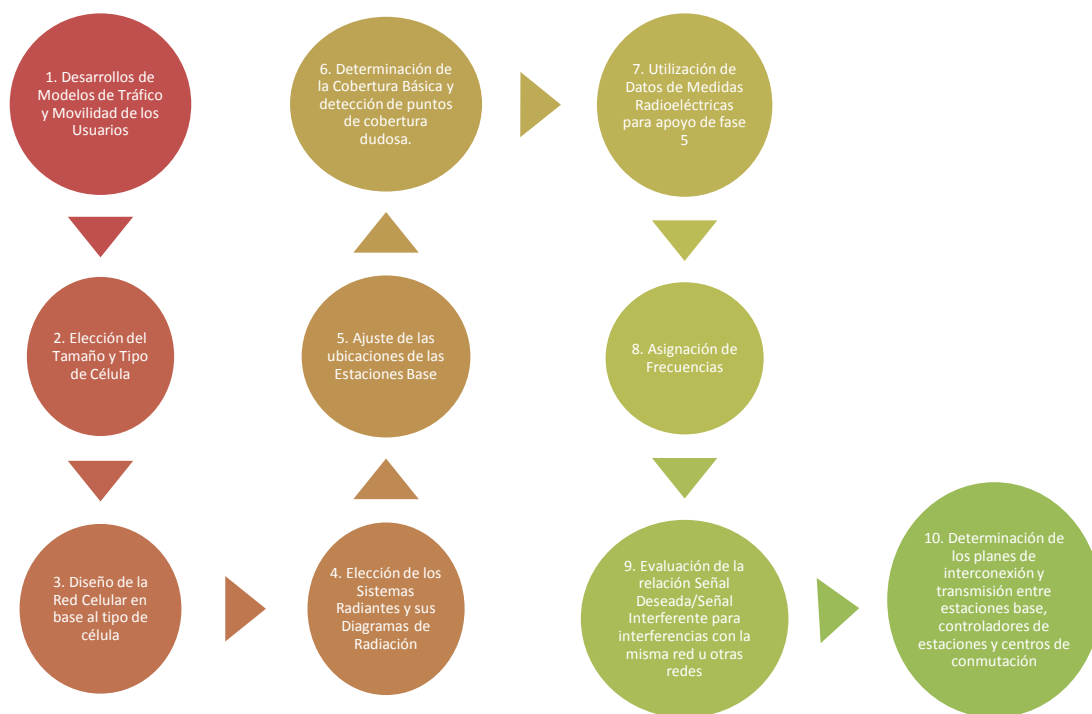 1. Desarrollos de
Modelos de Tráfico
y Movilidad de los
Usuarios
2. Elección del
Tamaño y Tipo
de Célula
3. Diseño de la
Red Celular en
base al tipo de
célula
4. Elección de los
Sistemas
Radiantes y sus
Diagramas de
Radiación
5. Ajuste de las
ubicaciones de las
Estaciones Base
6. Determinación de
la Cobertura Básica y
detección de puntos
de cobertura
dudosa.
7. Utilización de
Datos de Medidas
Radioeléctricas
para apoyo de fase
5
8. Asignación de
Frecuencias
9. Evaluación de la
relación Señal
Deseada/Señal
Interferente para
interferencias con la
misma red u otras
redes
10. Determinación de
los planes de
interconexión y
transmisión entre
estaciones base,
controladores de
estaciones y centros de
conmutación